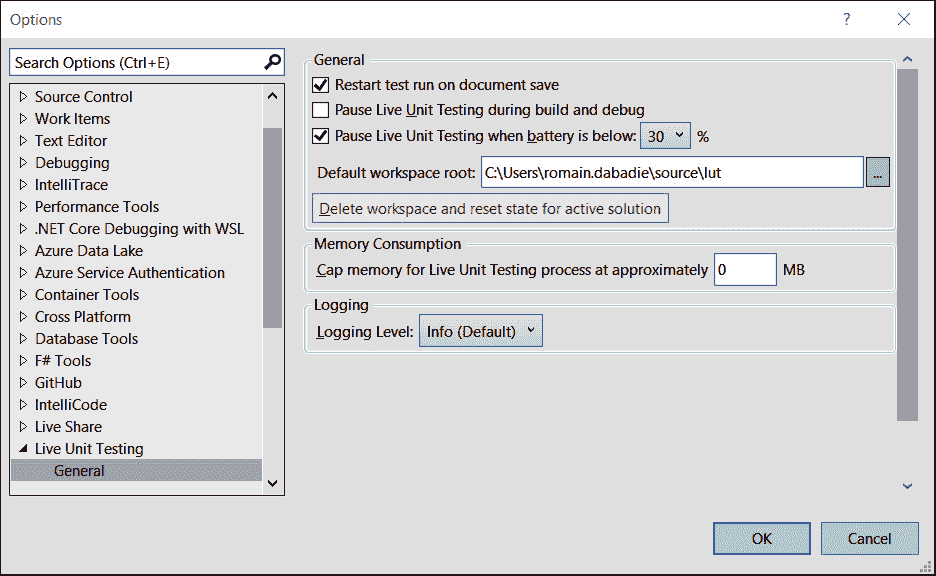 Options
?
Search Options (Ctrl+E)
Source Control
Work Items
Text Editor
Debugging
IntelliTrace
Performance Tools
.NET Core Debugging with WSL
Azure Data Lake
Azure Service Authentication
Container Tools
Cross Platform
Database Tools
F# Tools
GitHub
IntelliCode
Live Share
Live Unit Testing
General
General
Restart test run on document save
Pause Live Unit Testing during build and debug
Pause Live Unit Testing when battery is below: 30 %
Default workspace root: C:\Users\romain.dabadie\source\lut ...
Delete workspace and reset state for active solution
Memory Consumption
Cap memory for Live Unit Testing process at approximately 0 MB
Logging
Logging Level: Info (Default)
OK Cancel